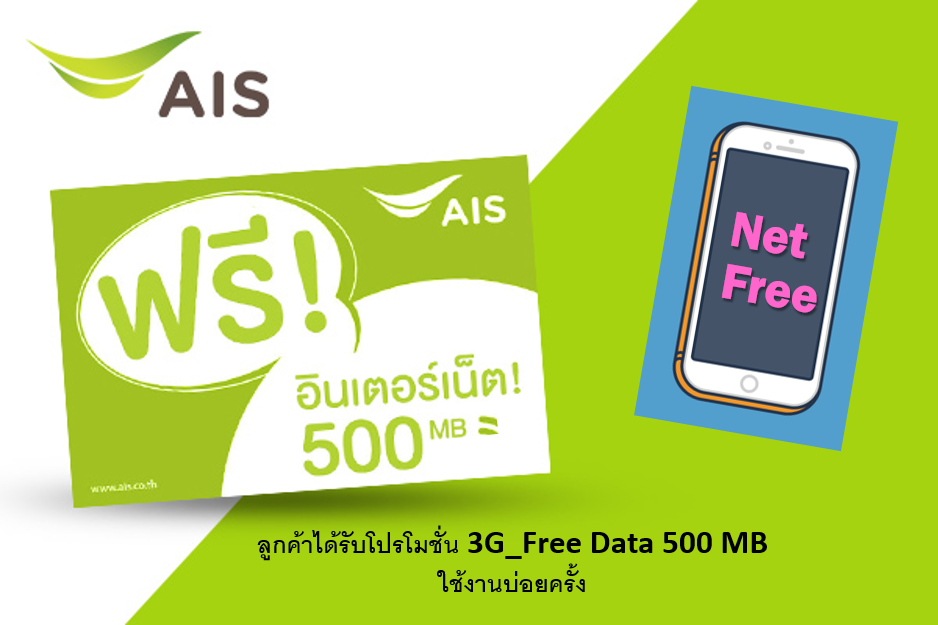 AIS
AIS
ฟรี!
อินเตอร์เน็ต!
500 MB
www.ais.co.th
Net
Free
ลูกค้าได้รับโปรโมชั่น 3G_Free Data 500 MB
ใช้งานบ่อยครั้ง